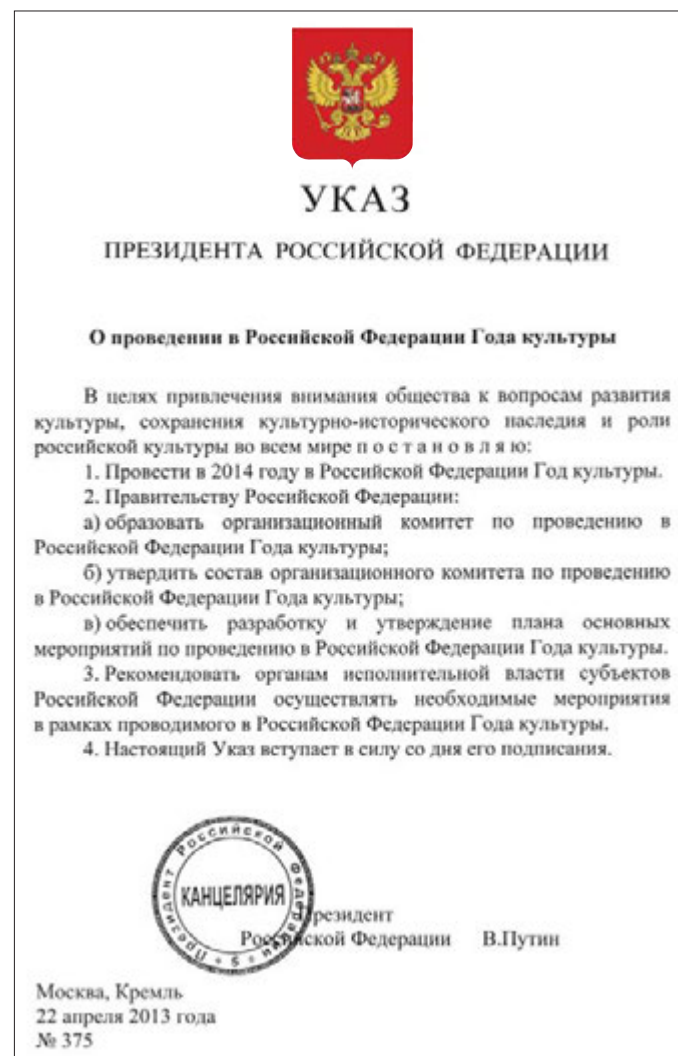 УКАЗ
ПРЕЗИДЕНТА РОССИЙСКОЙ ФЕДЕРАЦИИ
О проведении в Российской Федерации Года культуры
В целях привлечения внимания общества к вопросам развития
культуры, сохранения культурно-исторического наследия и роли
российской культуры во всем мире п о с т а н о в л я ю:
1. Провести в 2014 году в Российской Федерации Год культуры.
2. Правительству Российской Федерации:
а) образовать организационный комитет по проведению в
Российской Федерации Года культуры;
б) утвердить состав организационного комитета по проведению
в Российской Федерации Года культуры;
в) обеспечить разработку и утверждение плана основных
мероприятий по проведению в Российской Федерации Года культуры.
3. Рекомендовать органам исполнительной власти субъектов
Российской Федерации осуществлять необходимые мероприятия
в рамках проводимого в Российской Федерации Года культуры.
4. Настоящий Указ вступает в силу со дня его подписания.
Президент Российской Федерации * 5 *
КАНЦЕЛЯРИЯ
Президент
Российской Федерации В.Путин
Москва, Кремль
22 апреля 2013 года
№ 375